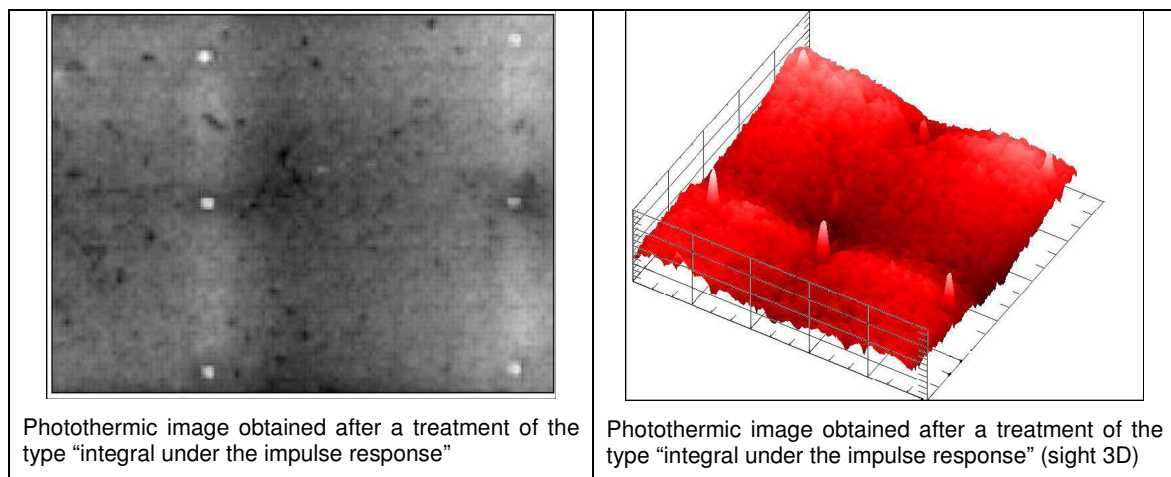 Photothermic image obtained after a treatment of the
type “integral under the impulse response”
Photothermic image obtained after a treatment of the
type “integral under the impulse response” (sight 3D)